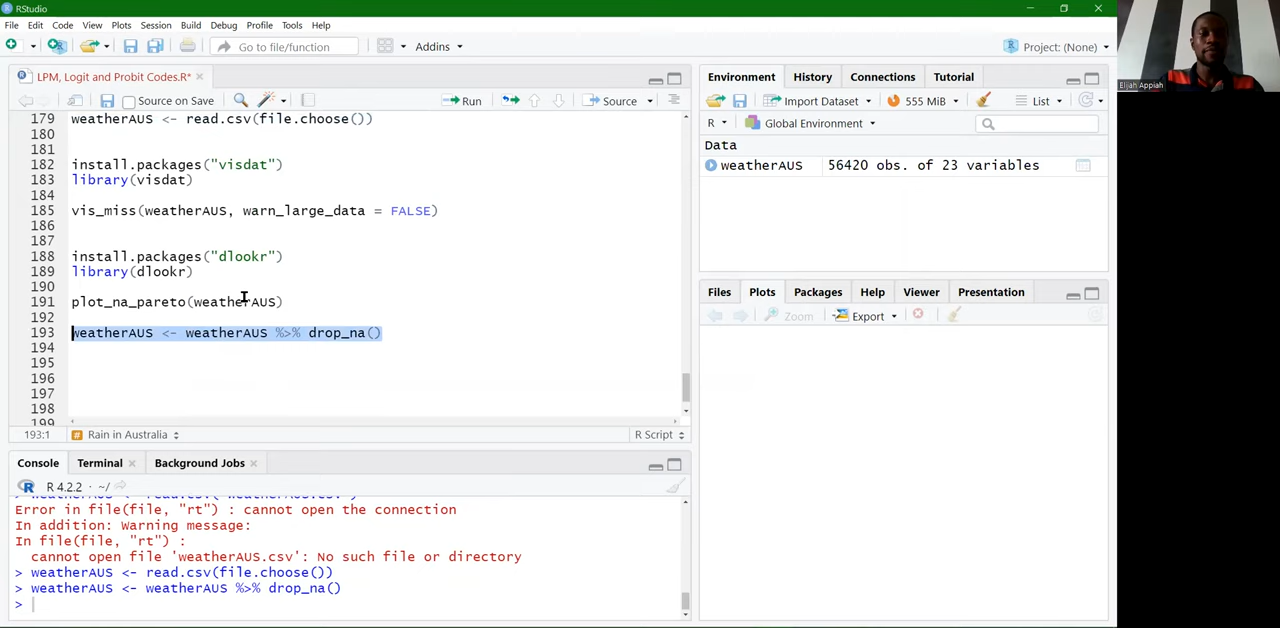 RStudio
File Edit Code View Plots Session Build Debug Profile Tools Help
Go to file/function Addins Project: (None)
LPM, Logit and Probit Codes.R*
Source on Save Run Source
179 weatherAUS <- read.csv(file.choose())
180
181
182 install.packages("visdat")
183 library(visdat)
184
185 vis_miss(weatherAUS, warn_large_data = FALSE)
186
187
188 install.packages("dlookr")
189 library(dlookr)
190
191 plot_na_pareto(weatherAUS)
192
193 weatherAUS <- weatherAUS %>% drop_na()
194
195
196
197
198
199
193:1 Rain in Australia R Script
Console Terminal Background Jobs
R 4.2.2 · ~/
> weatherAUS <- read.csv("weatherAUS.csv")
Error in file(file, "rt") : cannot open the connection
In addition: Warning message:
In file(file, "rt") :
cannot open file 'weatherAUS.csv': No such file or directory
> weatherAUS <- read.csv(file.choose())
> weatherAUS <- weatherAUS %>% drop_na()
>
Environment History Connections Tutorial
Import Dataset 555 MiB List
R Global Environment
Data
weatherAUS 56420 obs. of 23 variables
Files Plots Packages Help Viewer Presentation
Zoom Export
Elijah Appiah